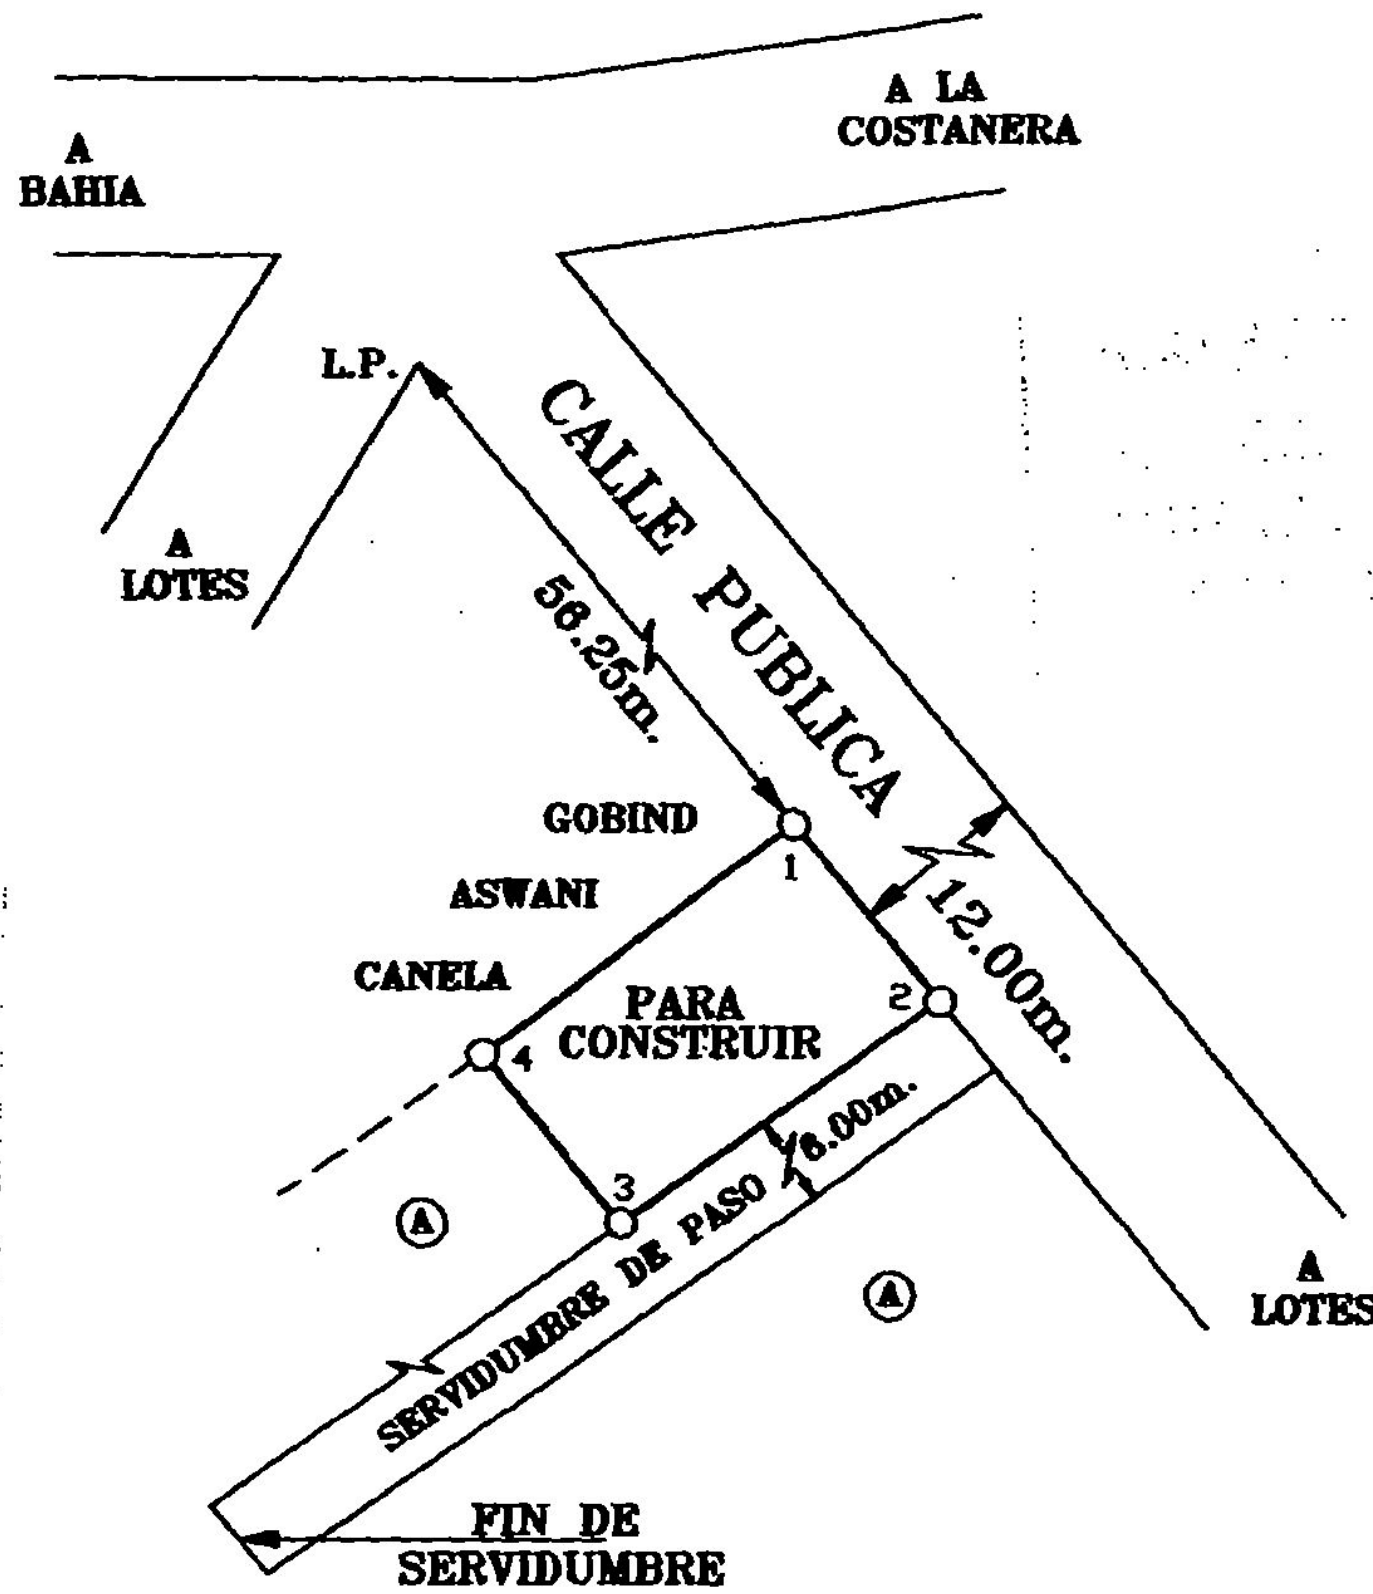 A LA
COSTANERA
A
BAHIA
L.P.
CALLE PUBLICA
A
LOTES
56.25m.
GOBIND
1
ASWANI
12.00m.
CANELA
2
PARA
CONSTRUIR
4
6.00m.
3
A
SERVIDUMBRE DE PASO
A
A
LOTES
FIN DE
SERVIDUMBRE